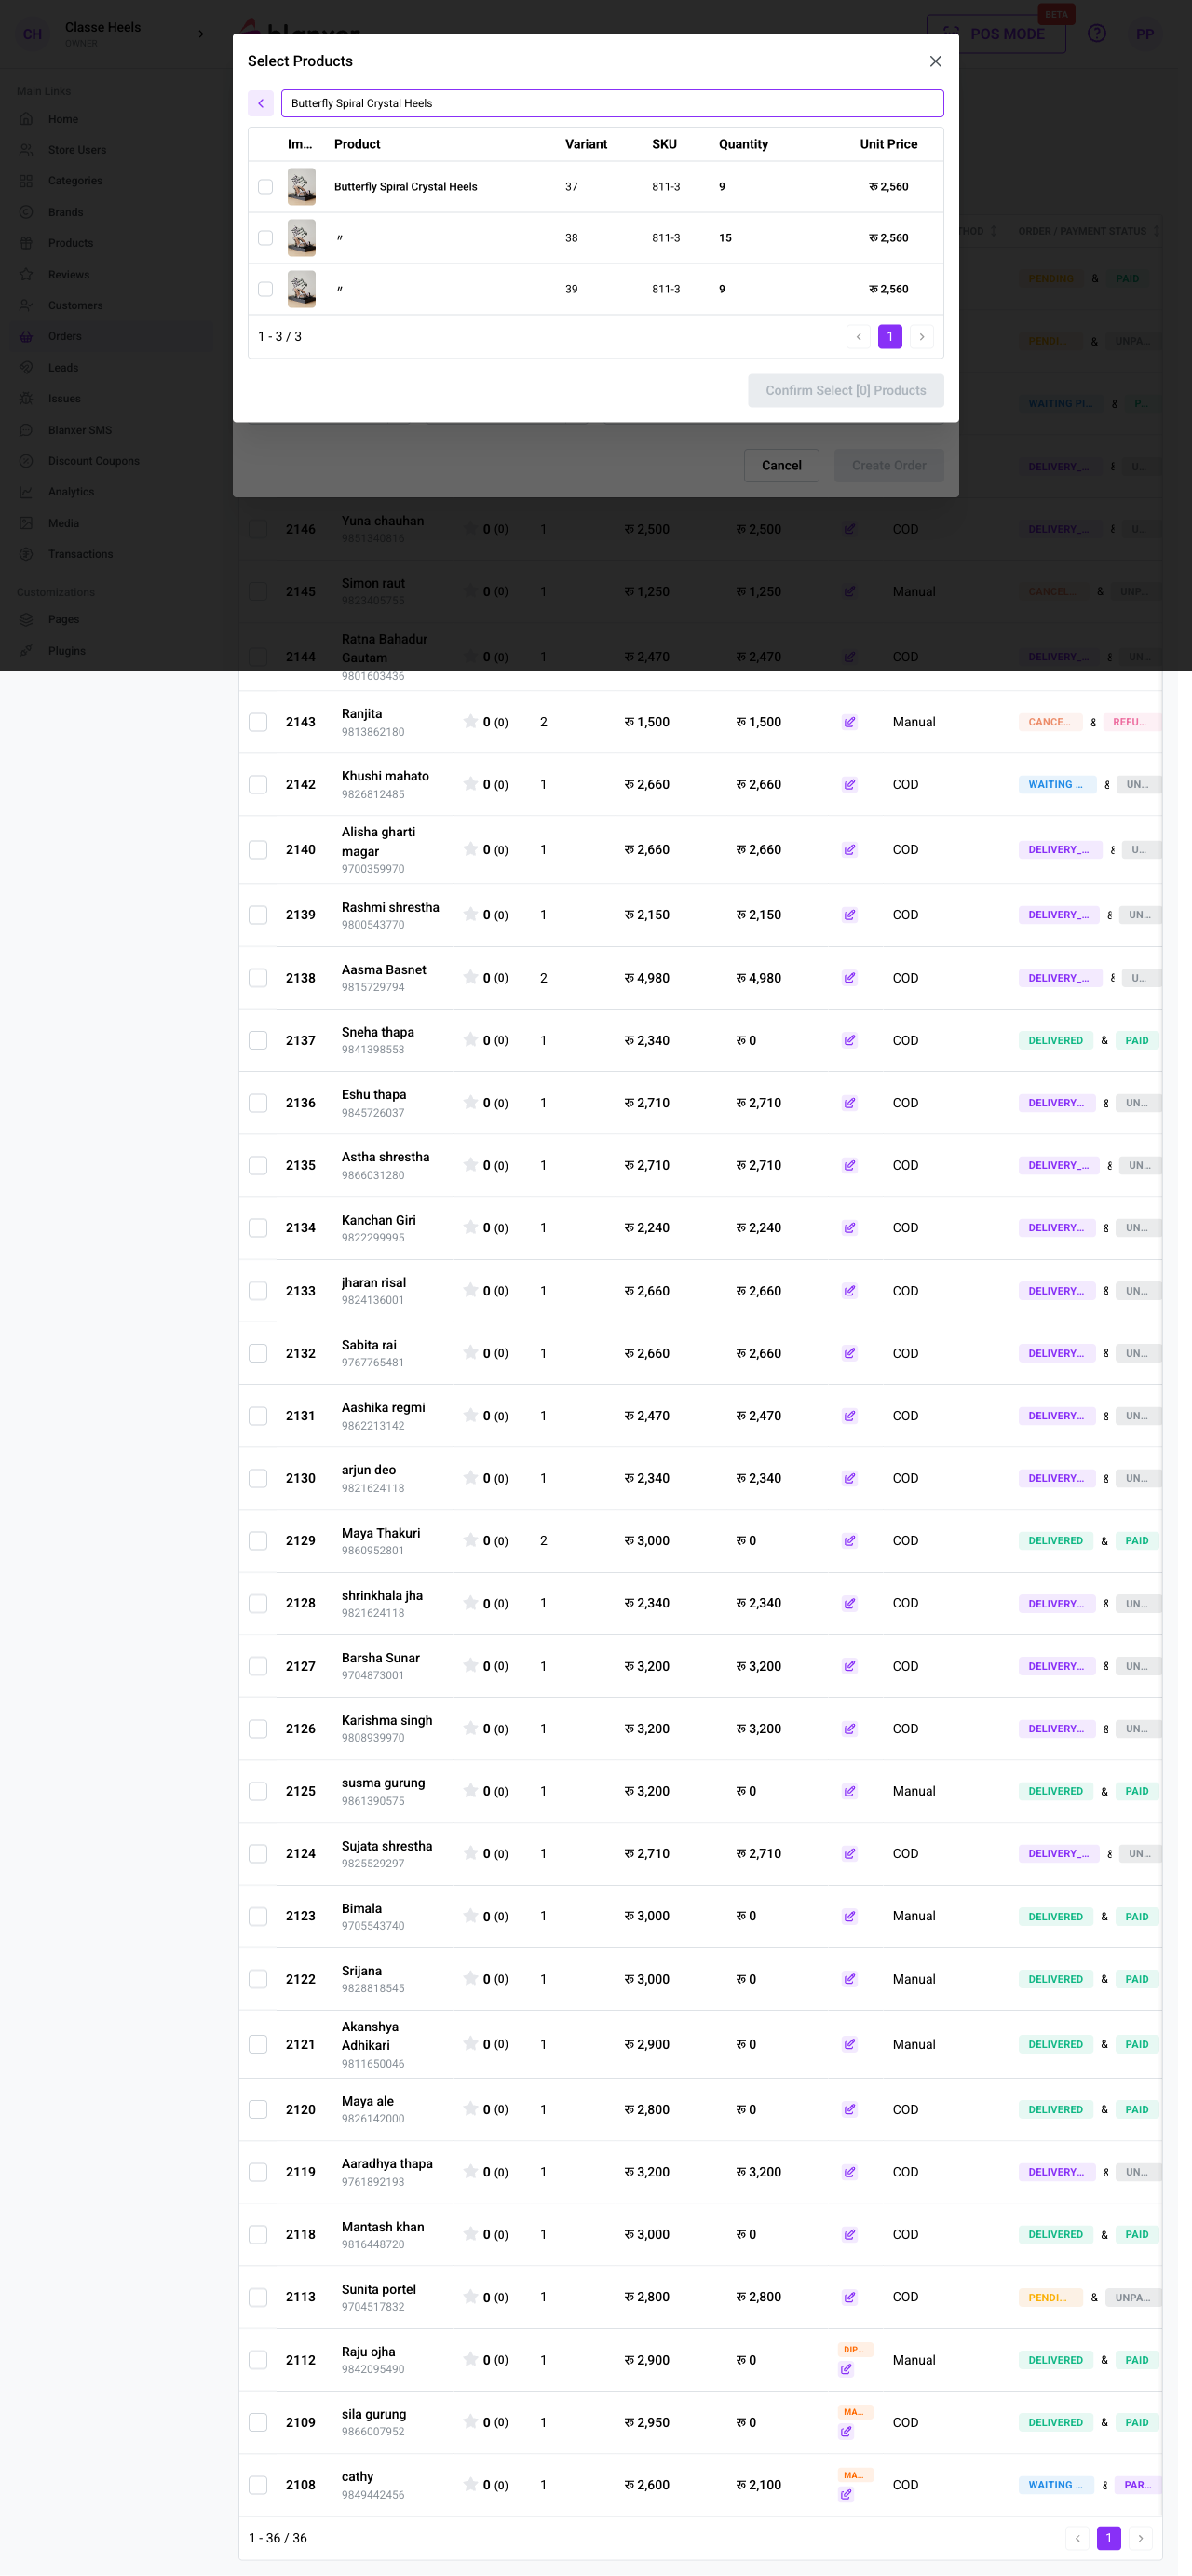 CH
Classe Heels
OWNER
BETA
POS MODE
PP
Main Links
Home
Store Users
Categories
Brands
Products
Reviews
Customers
Orders
Leads
Issues
Blanxer SMS
Discount Coupons
Analytics
Media
Transactions
Customizations
Pages
Plugins
Select Products
Butterfly Spiral Crystal Heels
Im... Product Variant SKU Quantity Unit Price
Butterfly Spiral Crystal Heels 37 811-3 9 रू 2,560
〃 38 811-3 15 रू 2,560
〃 39 811-3 9 रू 2,560
1 - 3 / 3 1
Confirm Select [0] Products
Cancel Create Order
ORDER / PAYMENT STATUS
PENDING & PAID
PENDI... & UNPA...
WAITING PI... & P...
DELIVERY_... & U...
2146 Yuna chauhan 0 (0) 1 रू 2,500 रू 2,500 COD DELIVERY_... & U...
9851340816
2145 Simon raut 0 (0) 1 रू 1,250 रू 1,250 Manual CANCEL... & UNP...
9823405755
2144 Ratna Bahadur Gautam 0 (0) 1 रू 2,470 रू 2,470 COD DELIVERY... & UN...
9801603436
2143 Ranjita 0 (0) 2 रू 1,500 रू 1,500 Manual CANCE... & REFU...
9813862180
2142 Khushi mahato 0 (0) 1 रू 2,660 रू 2,660 COD WAITING ... & UN...
9826812485
2140 Alisha gharti magar 0 (0) 1 रू 2,660 रू 2,660 COD DELIVERY_... & U...
9700359970
2139 Rashmi shrestha 0 (0) 1 रू 2,150 रू 2,150 COD DELIVERY_... & UN...
9800543770
2138 Aasma Basnet 0 (0) 2 रू 4,980 रू 4,980 COD DELIVERY_... & U...
9815729794
2137 Sneha thapa 0 (0) 1 रू 2,340 रू 0 COD DELIVERED & PAID
9841398553
2136 Eshu thapa 0 (0) 1 रू 2,710 रू 2,710 COD DELIVERY... & UN...
9845726037
2135 Astha shrestha 0 (0) 1 रू 2,710 रू 2,710 COD DELIVERY_... & UN...
9866031280
2134 Kanchan Giri 0 (0) 1 रू 2,240 रू 2,240 COD DELIVERY... & UN...
9822299995
2133 jharan risal 0 (0) 1 रू 2,660 रू 2,660 COD DELIVERY... & UN...
9824136001
2132 Sabita rai 0 (0) 1 रू 2,660 रू 2,660 COD DELIVERY... & UN...
9767765481
2131 Aashika regmi 0 (0) 1 रू 2,470 रू 2,470 COD DELIVERY... & UN...
9862213142
2130 arjun deo 0 (0) 1 रू 2,340 रू 2,340 COD DELIVERY... & UN...
9821624118
2129 Maya Thakuri 0 (0) 2 रू 3,000 रू 0 COD DELIVERED & PAID
9860952801
2128 shrinkhala jha 0 (0) 1 रू 2,340 रू 2,340 COD DELIVERY... & UN...
9821624118
2127 Barsha Sunar 0 (0) 1 रू 3,200 रू 3,200 COD DELIVERY... & UN...
9704873001
2126 Karishma singh 0 (0) 1 रू 3,200 रू 3,200 COD DELIVERY... & UN...
9808939970
2125 susma gurung 0 (0) 1 रू 3,200 रू 0 Manual DELIVERED & PAID
9861390575
2124 Sujata shrestha 0 (0) 1 रू 2,710 रू 2,710 COD DELIVERY_... & UN...
9825529297
2123 Bimala 0 (0) 1 रू 3,000 रू 0 Manual DELIVERED & PAID
9705543740
2122 Srijana 0 (0) 1 रू 3,000 रू 0 Manual DELIVERED & PAID
9828818545
2121 Akanshya Adhikari 0 (0) 1 रू 2,900 रू 0 Manual DELIVERED & PAID
9811650046
2120 Maya ale 0 (0) 1 रू 2,800 रू 0 COD DELIVERED & PAID
9826142000
2119 Aaradhya thapa 0 (0) 1 रू 3,200 रू 3,200 COD DELIVERY... & UN...
9761892193
2118 Mantash khan 0 (0) 1 रू 3,000 रू 0 COD DELIVERED & PAID
9816448720
2113 Sunita portel 0 (0) 1 रू 2,800 रू 2,800 COD PENDI... & UNPA...
9704517832
2112 Raju ojha 0 (0) 1 रू 2,900 रू 0 DIP... Manual DELIVERED & PAID
9842095490
2109 sila gurung 0 (0) 1 रू 2,950 रू 0 MA... COD DELIVERED & PAID
9866007952
2108 cathy 0 (0) 1 रू 2,600 रू 2,100 MA... COD WAITING ... & PAR...
9849442456
1 - 36 / 36 1